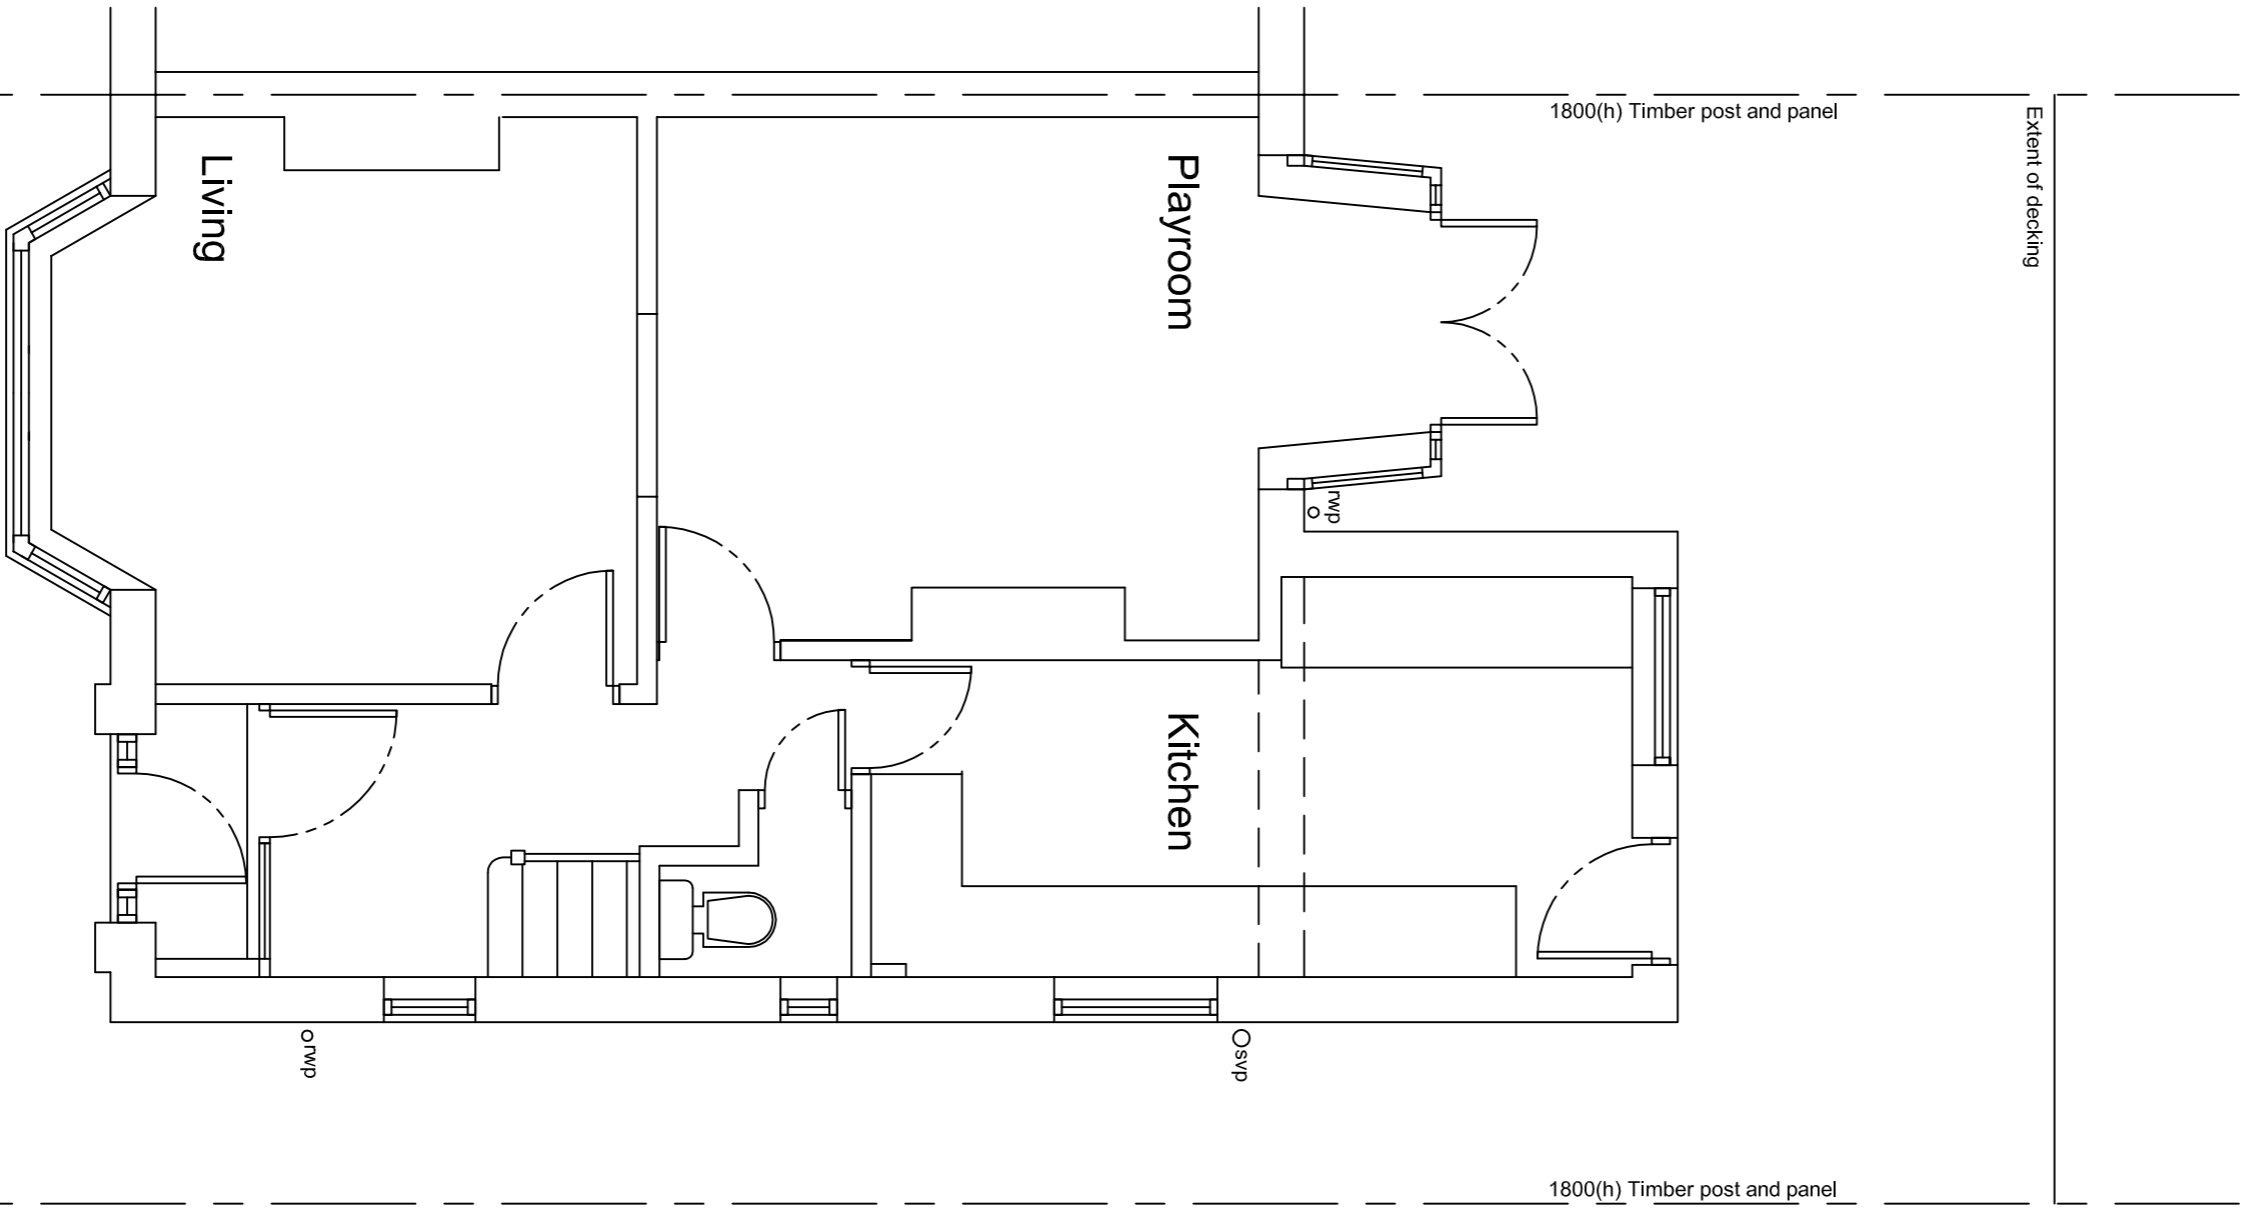 1800(h) Timber post and panel
Extent of decking
Living
Playroom
rwp
Kitchen
rwp
svp
1800(h) Timber post and panel